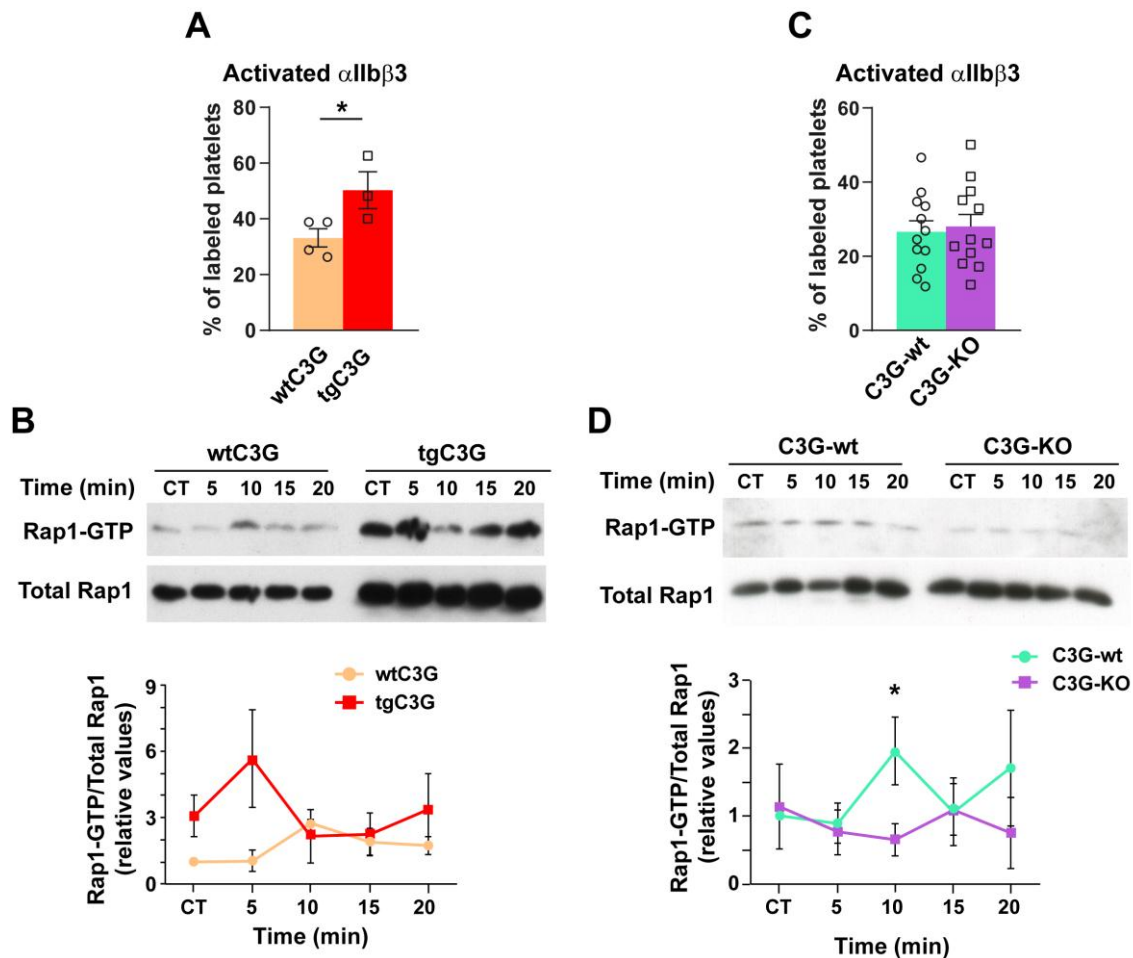 A
Activated αIIbβ3
% of labeled platelets
80
60
40
20
0
*
wtC3G
tgC3G
C
Activated αIIbβ3
% of labeled platelets
60
40
20
0
C3G-wt
C3G-KO
B
wtC3G tgC3G
Time (min) CT 5 10 15 20 CT 5 10 15 20
Rap1-GTP
Total Rap1
wtC3G
tgC3G
Rap1-GTP/Total Rap1
(relative values)
9
6
3
0
CT 5 10 15 20
Time (min)
D
C3G-wt C3G-KO
Time (min) CT 5 10 15 20 CT 5 10 15 20
Rap1-GTP
Total Rap1
C3G-wt
C3G-KO
Rap1-GTP/Total Rap1
(relative values)
3
2
1
0
*
CT 5 10 15 20
Time (min)